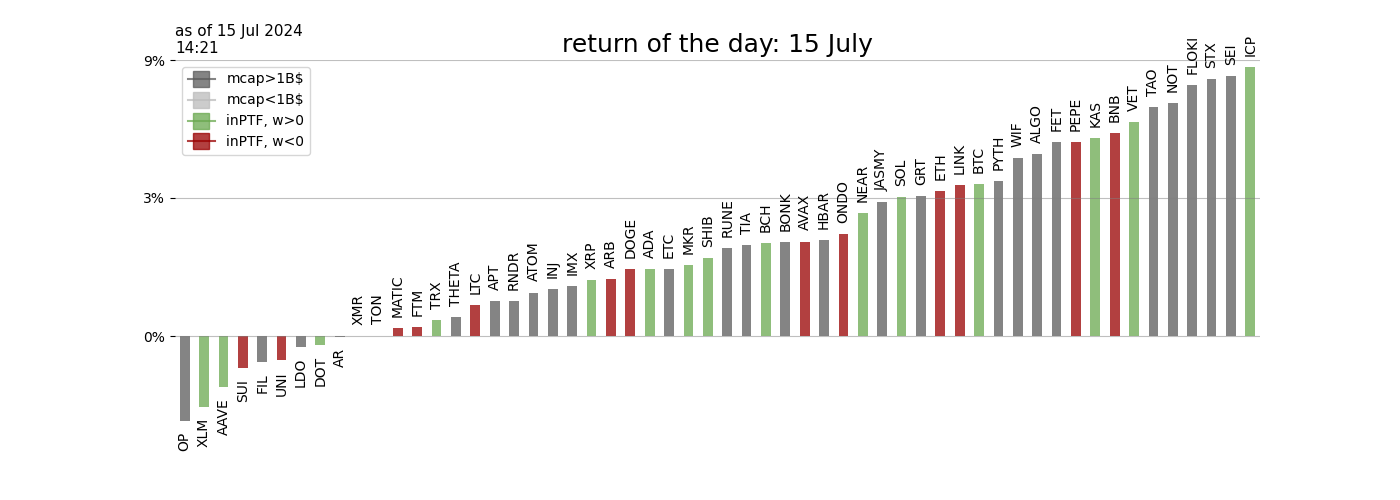 as of 15 Jul 2024
14:21
return of the day: 15 July
9%
3%
0%
mcap>1B$
mcap<1B$
inPTF, w>0
inPTF, w<0
OP
XLM
AAVE
SUI
FIL
UNI
LDO
DOT
AR
XMR
TON
MATIC
FTM
TRX
THETA
LTC
APT
RNDR
ATOM
INJ
IMX
XRP
ARB
DOGE
ADA
ETC
MKR
SHIB
RUNE
TIA
BCH
BONK
AVAX
HBAR
ONDO
NEAR
JASMY
SOL
GRT
ETH
LINK
BTC
PYTH
WIF
ALGO
FET
PEPE
KAS
BNB
VET
TAO
NOT
FLOKI
STX
SEI
ICP